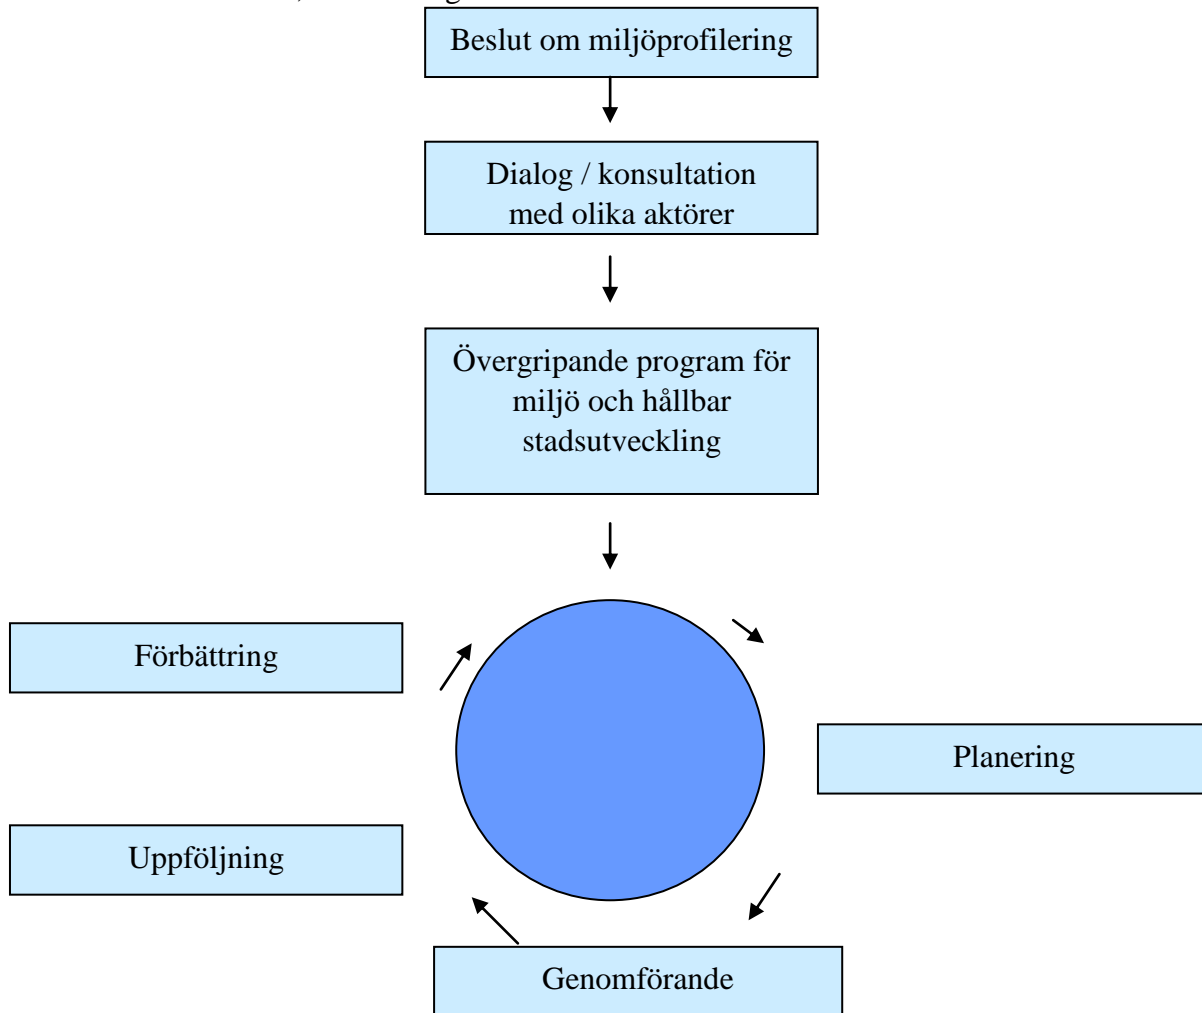 Beslut om miljöprofilering
Dialog / konsultation
med olika aktörer
Övergripande program för
miljö och hållbar
stadsutveckling
Förbättring
Planering
Uppföljning
Genomförande